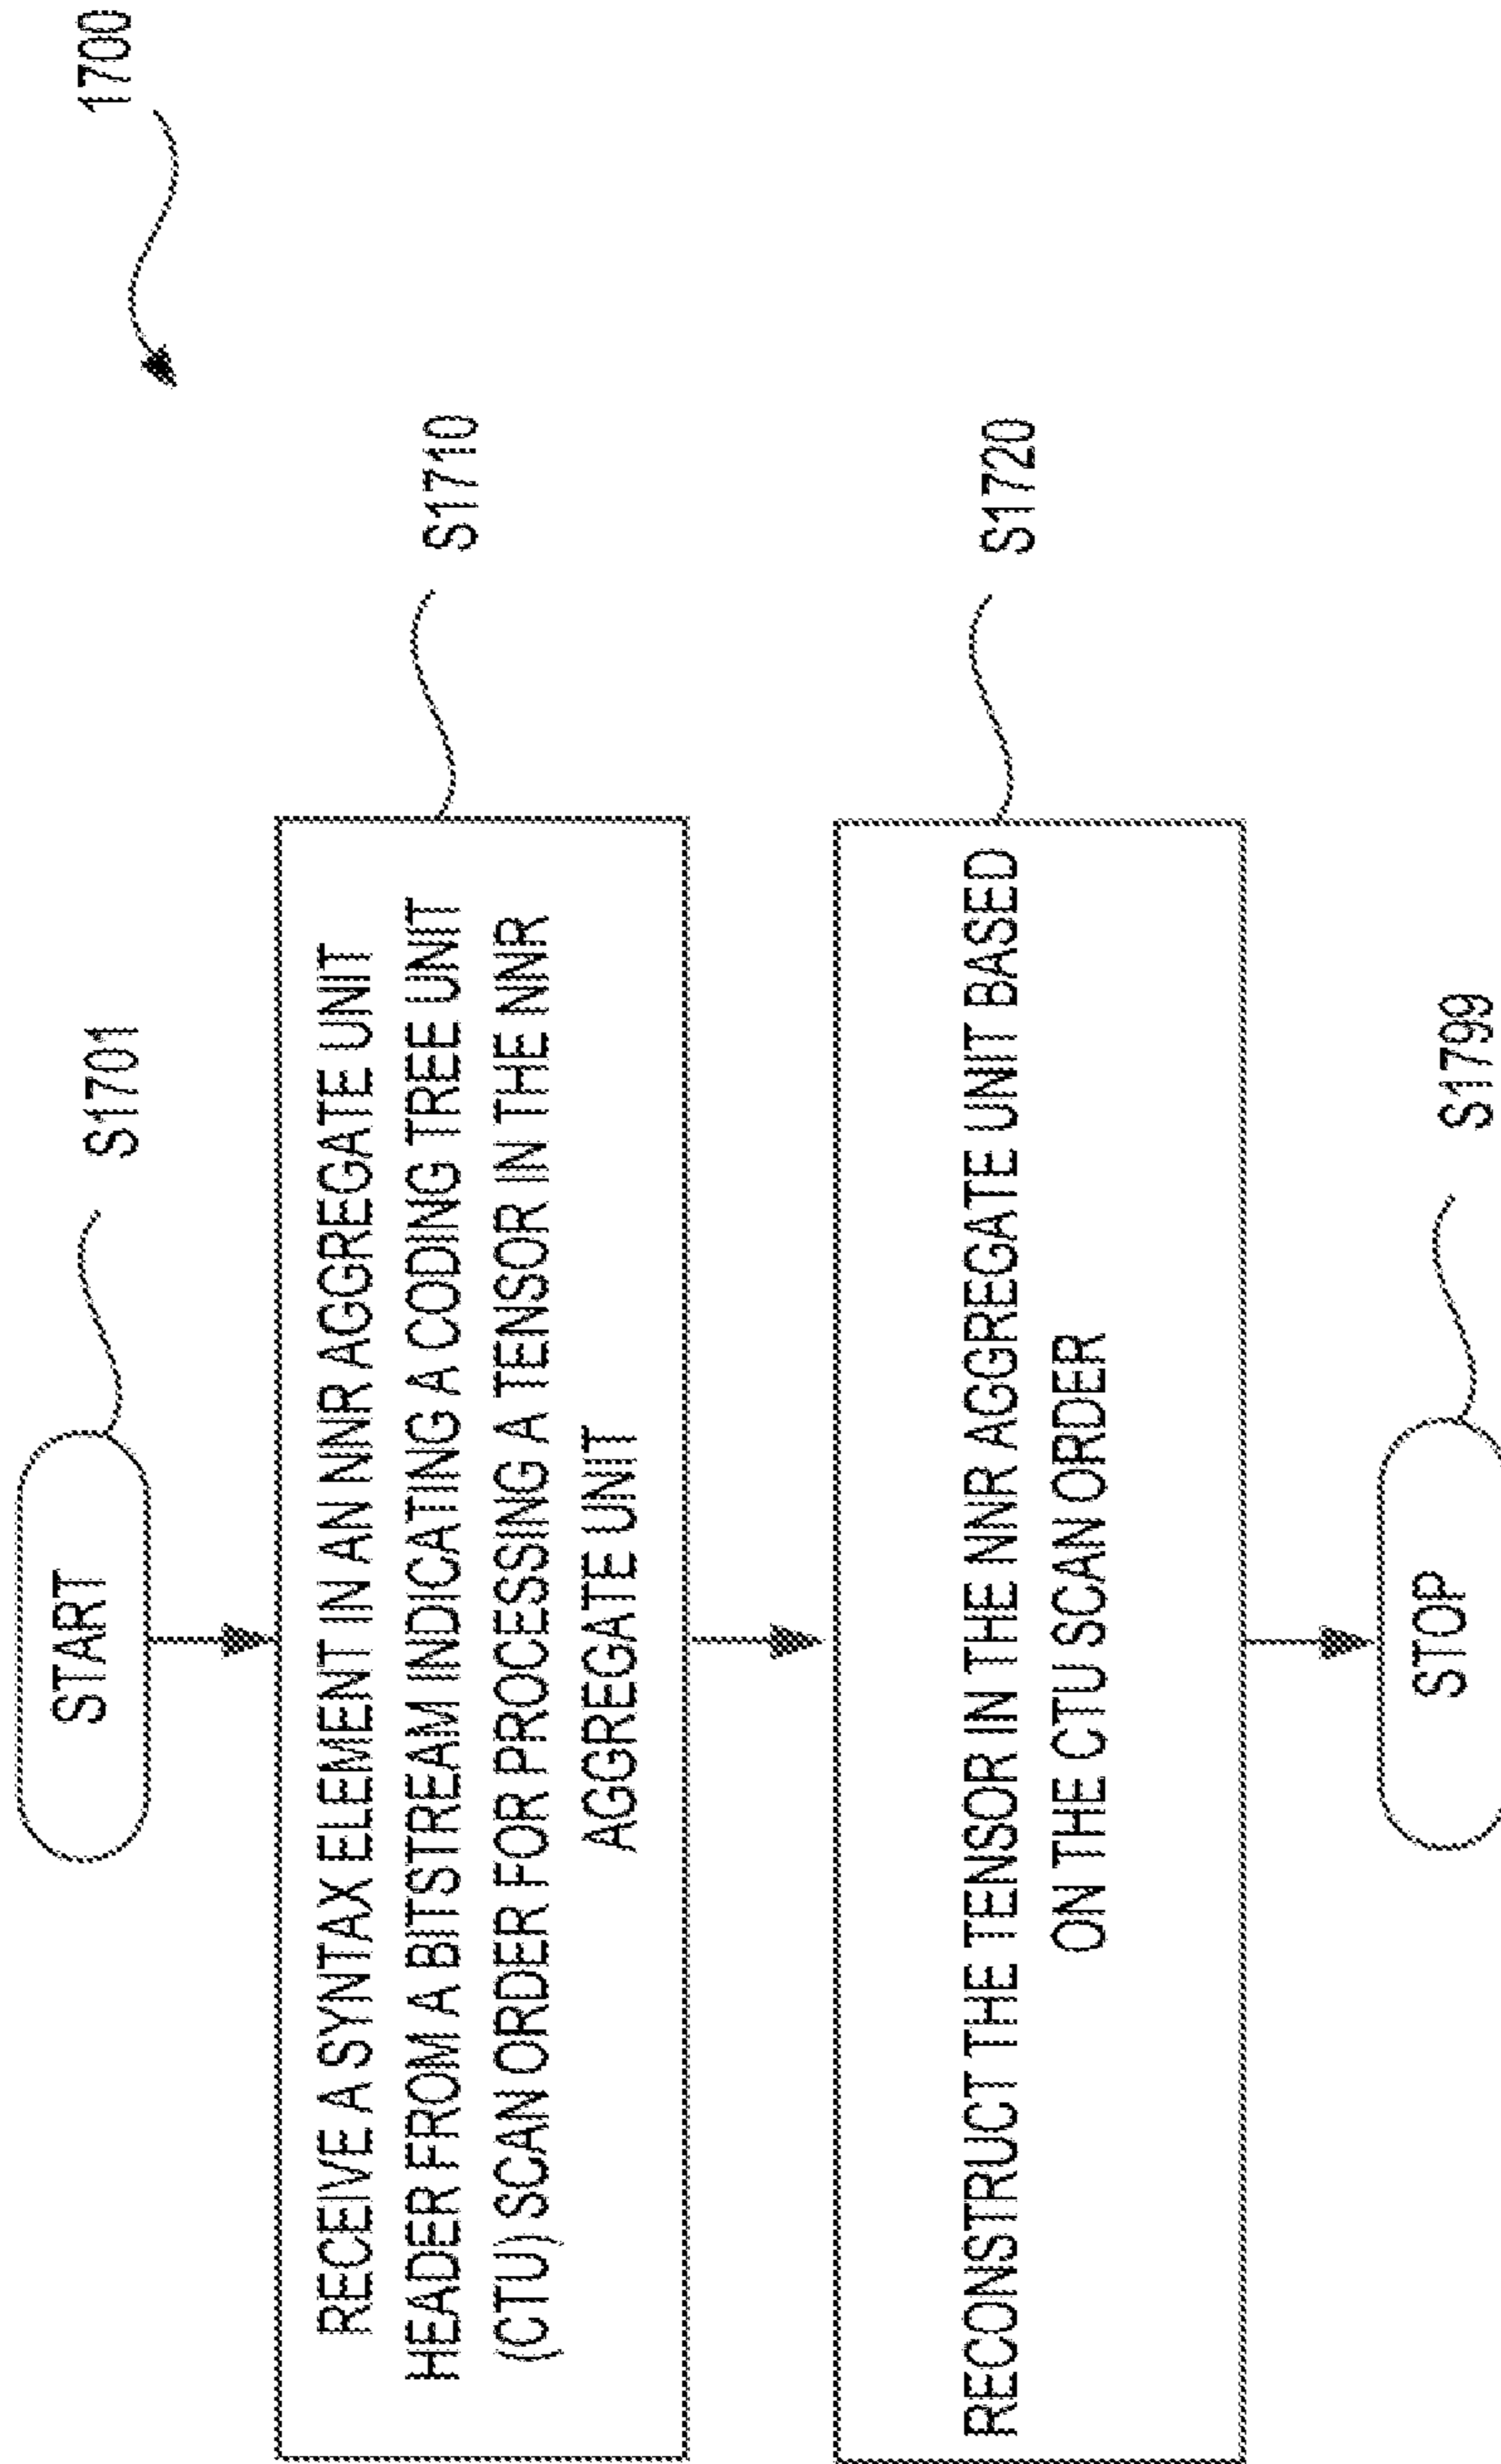 1700
START
S1701
RECEIVE A SYNTAX ELEMENT IN AN NNR AGGREGATE UNIT
HEADER FROM A BITSTREAM INDICATING A CODING TREE UNIT
(CTU) SCAN ORDER FOR PROCESSING A TENSOR IN THE NNR
AGGREGATE UNIT
S1710
RECONSTRUCT THE TENSOR IN THE NNR AGGREGATE UNIT BASED
ON THE CTU SCAN ORDER
S1720
STOP
S1799